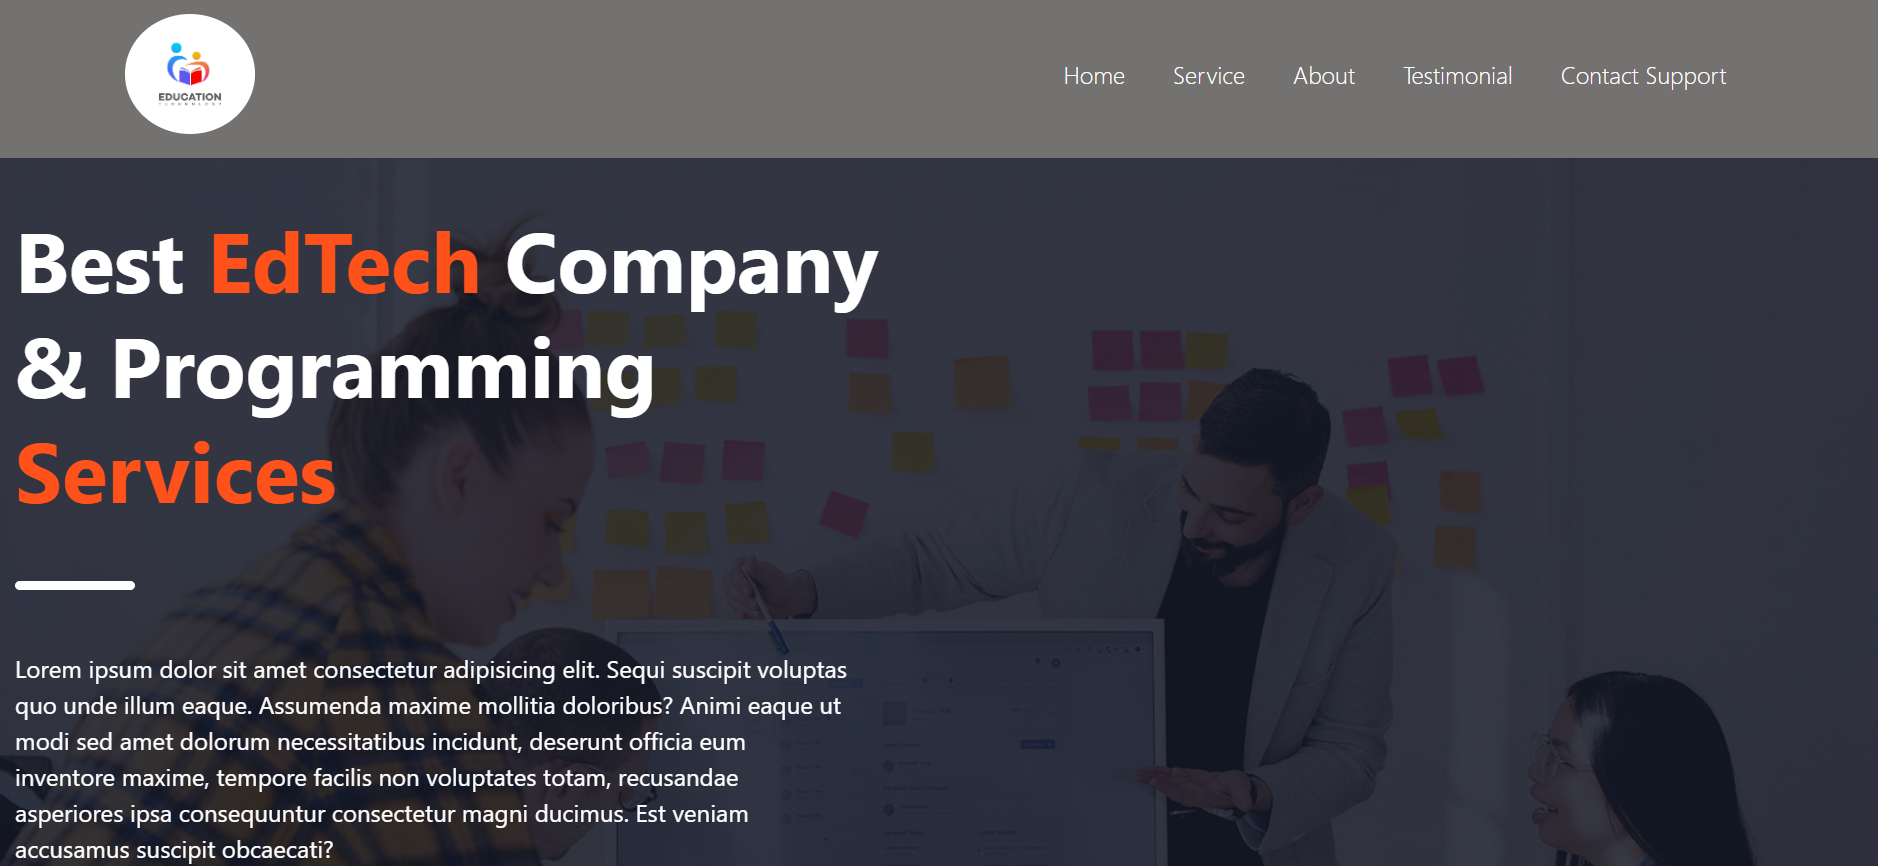 EDUCATION
TECHNOLOGY
Home Service About Testimonial Contact Support
Best EdTech Company
& Programming
Services
Lorem ipsum dolor sit amet consectetur adipisicing elit. Sequi suscipit voluptas
quo unde illum eaque. Assumenda maxime mollitia doloribus? Animi eaque ut
modi sed amet dolorum necessitatibus incidunt, deserunt officia eum
inventore maxime, tempore facilis non voluptates totam, recusandae
asperiores ipsa consequuntur consectetur magni ducimus. Est veniam
accusamus suscipit obcaecati?